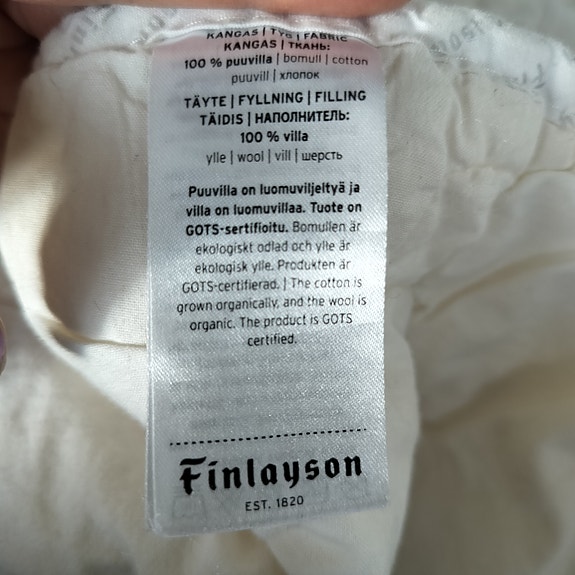 KANGAS | TYG | FABRIC
KANGAS | ТКАНЬ:
100 % puuvilla | bomull | cotton
puuvill | хлопок
TÄYTE | FYLLNING | FILLING
TÄIDIS | НАПОЛНИТЕЛЬ:
100 % villa
ylle | wool | vill | шерсть
Puuvilla on luomuviljeltyä ja
villa on luomuvillaa. Tuote on
GOTS-sertifioitu. Bomullen är
ekologiskt odlad och ylle är
ekologisk ylle. Produkten är
GOTS-certifierad. | The cotton is
grown organically, and the wool is
organic. The product is GOTS
certified.
Finlayson
EST. 1820